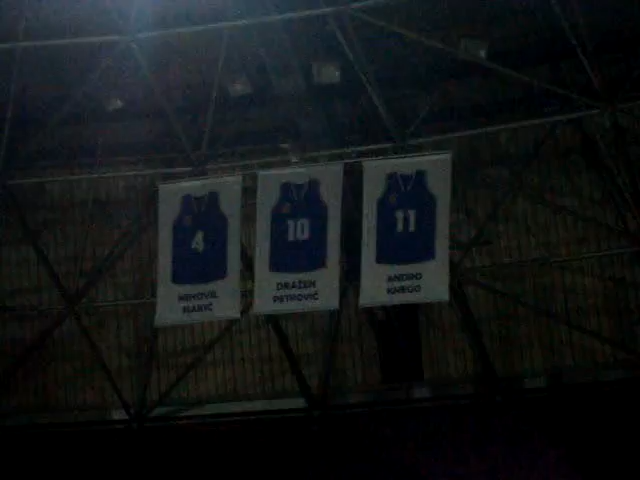 4
MIHOVIL
NAKIĆ
10
DRAŽEN
PETROVIĆ
11
ANDRO
KNEGO